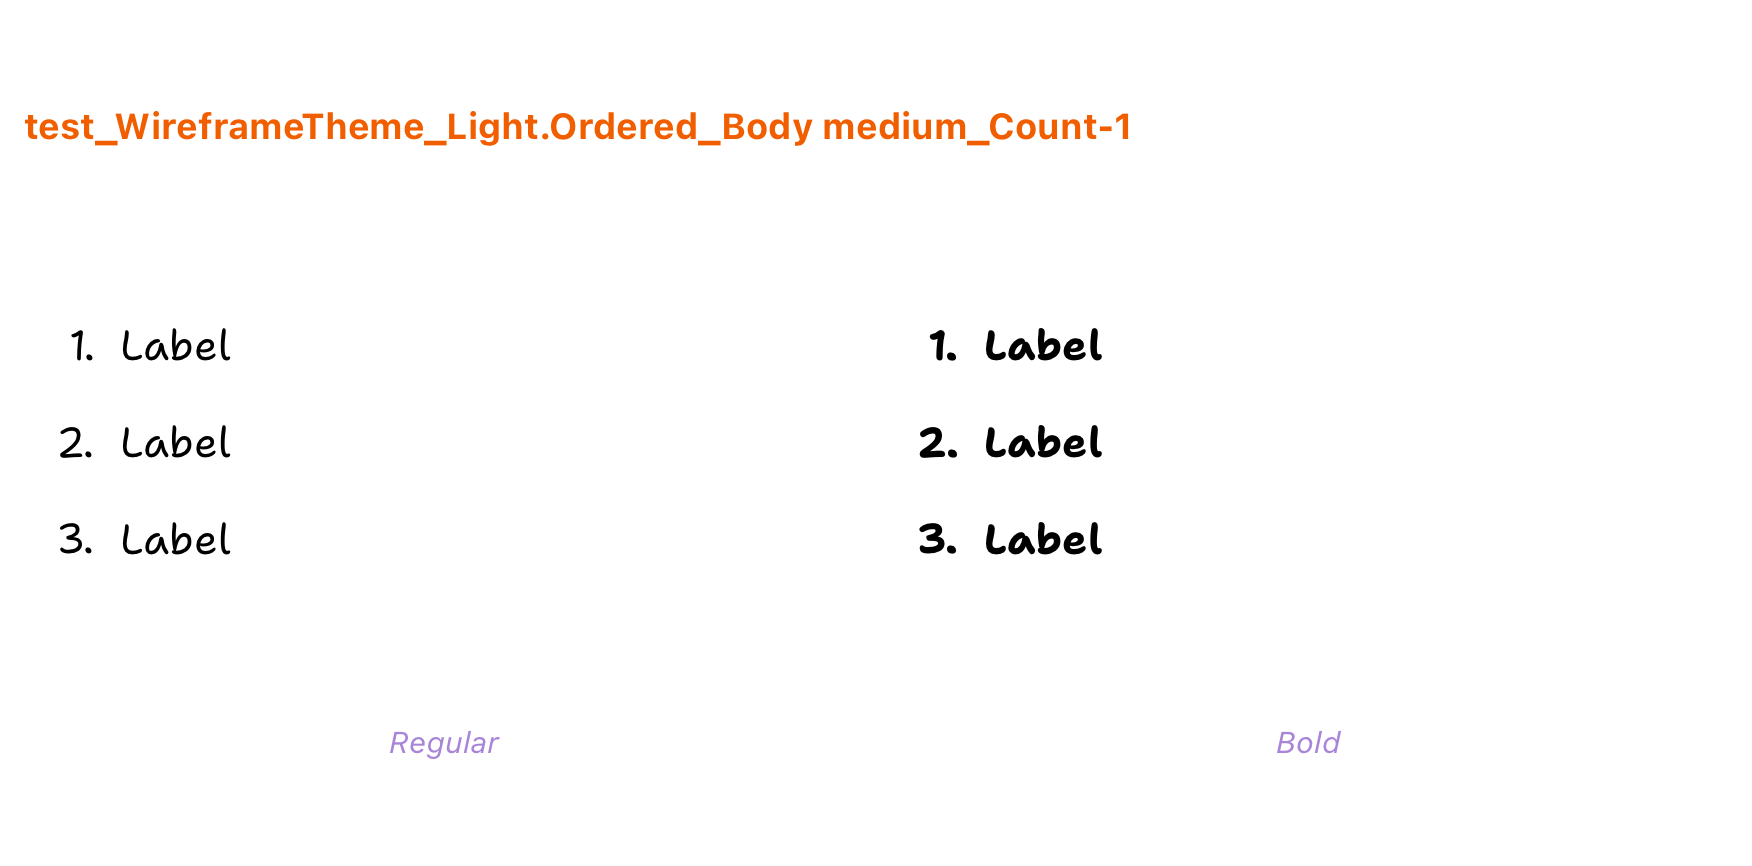 test_WireframeTheme_Light.Ordered_Body medium_Count-1
1. Label
2. Label
3. Label
Regular
1. Label
2. Label
3. Label
Bold